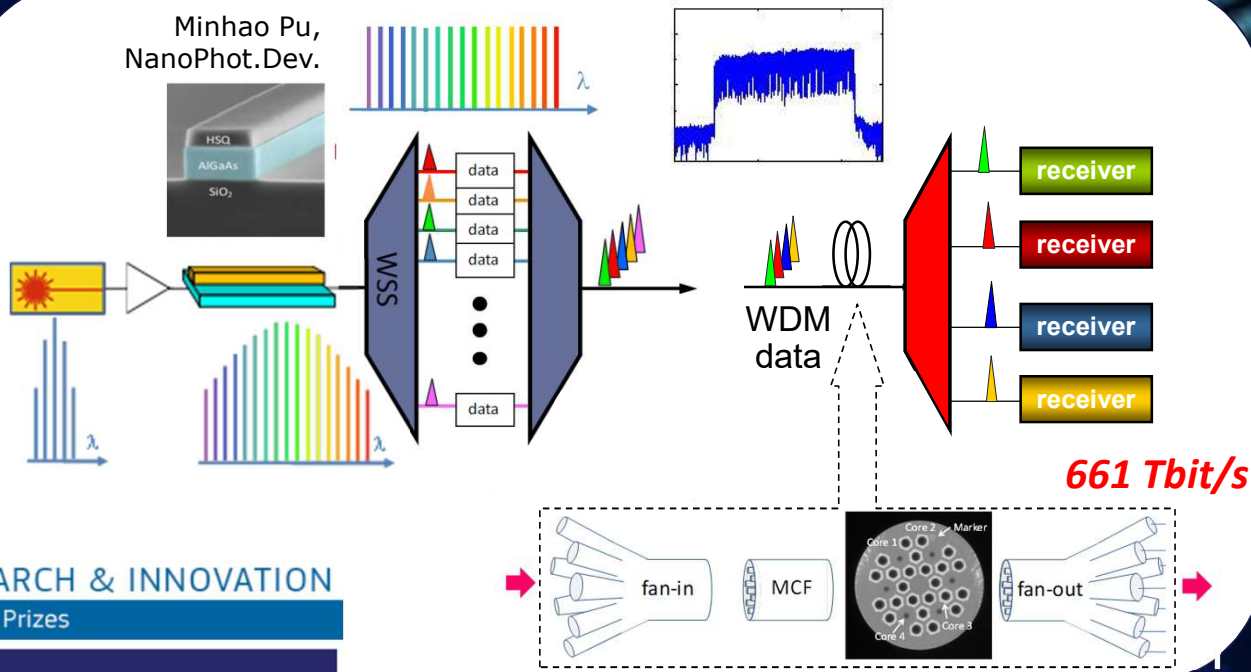 Minhao Pu,
NanoPhot.Dev.
HSQ
AlGaAs
SiO₂
λ
WSS
data
data
data
data
data
λ
λ
WDM
data
receiver
receiver
receiver
receiver
661 Tbit/s
fan-in
MCF
Core 1
Core 2
Marker
Core 3
Core 4
fan-out
ARCH & INNOVATION
Prizes